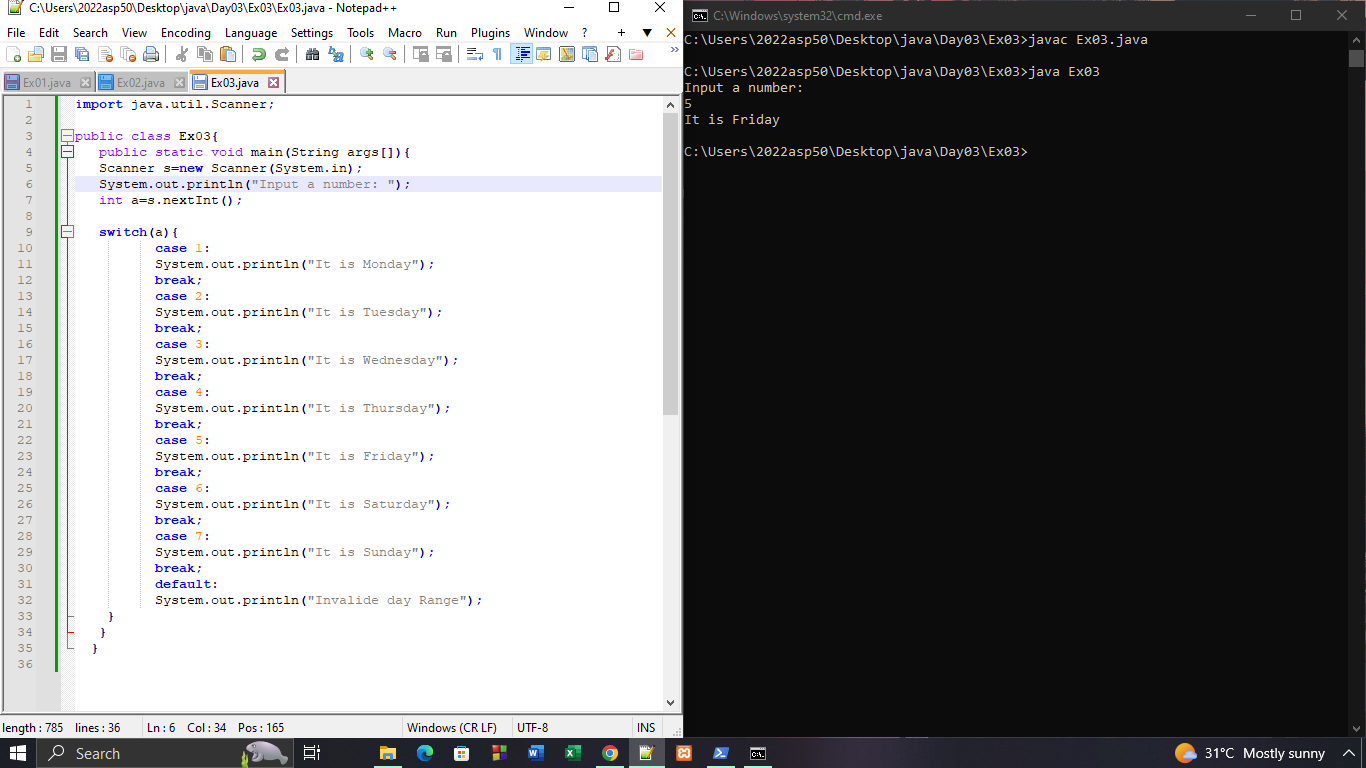 C:\Users\2022asp50\Desktop\java\Day03\Ex03\Ex03.java - Notepad++
File Edit Search View Encoding Language Settings Tools Macro Run Plugins Window ? + ▼ X
Ex01.java Ex02.java Ex03.java
1 import java.util.Scanner;
2
3 public class Ex03{
4 public static void main(String args[]){
5 Scanner s=new Scanner(System.in);
6 System.out.println("Input a number: ");
7 int a=s.nextInt();
8
9 switch(a){
10 case 1:
11 System.out.println("It is Monday");
12 break;
13 case 2:
14 System.out.println("It is Tuesday");
15 break;
16 case 3:
17 System.out.println("It is Wednesday");
18 break;
19 case 4:
20 System.out.println("It is Thursday");
21 break;
22 case 5:
23 System.out.println("It is Friday");
24 break;
25 case 6:
26 System.out.println("It is Saturday");
27 break;
28 case 7:
29 System.out.println("It is Sunday");
30 break;
31 default:
32 System.out.println("Invalide day Range");
33 }
34 }
35 }
36
length : 785 lines : 36 Ln : 6 Col : 34 Pos : 165 Windows (CR LF) UTF-8 INS
C:\Windows\system32\cmd.exe
C:\Users\2022asp50\Desktop\java\Day03\Ex03>javac Ex03.java
C:\Users\2022asp50\Desktop\java\Day03\Ex03>java Ex03
Input a number:
5
It is Friday
C:\Users\2022asp50\Desktop\java\Day03\Ex03>
Search
31°C Mostly sunny